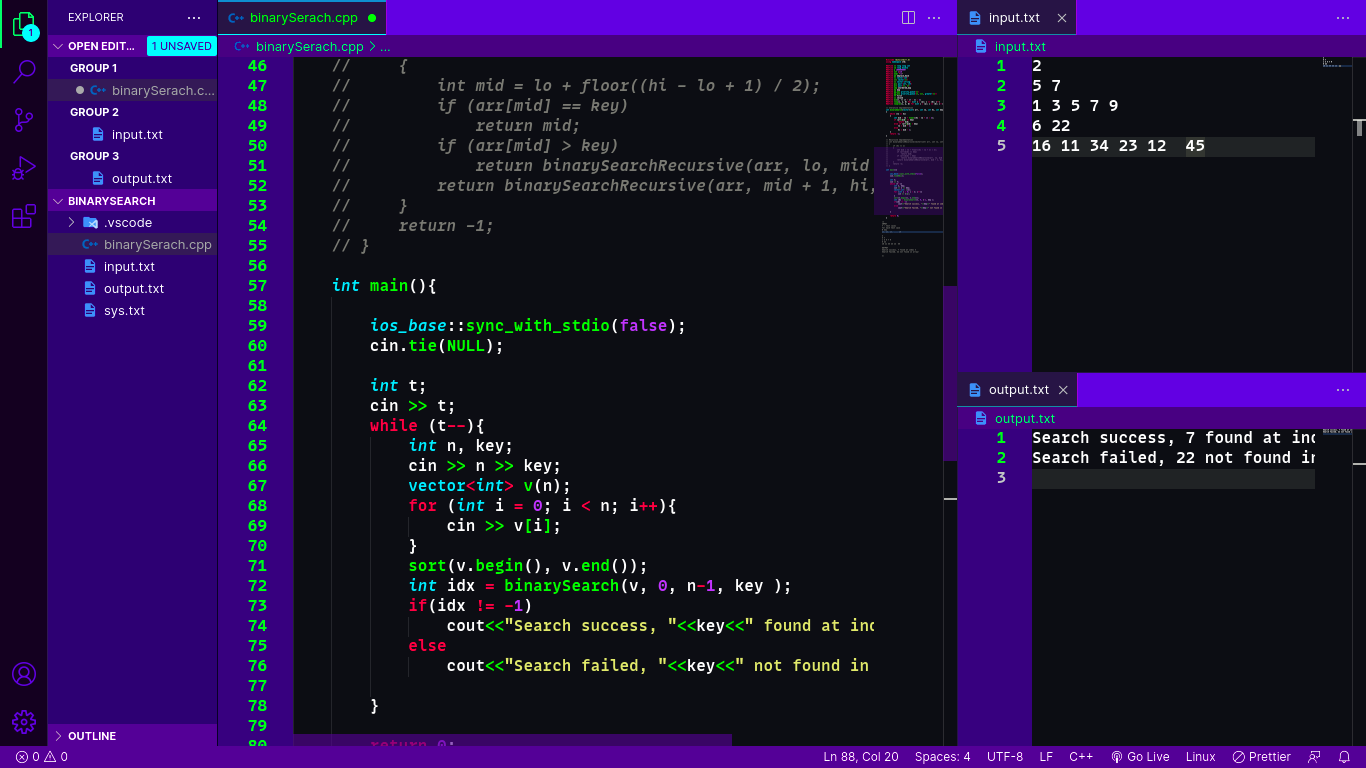 EXPLORER
OPEN EDIT... 1 UNSAVED
GROUP 1
binarySerach.c...
GROUP 2
input.txt
GROUP 3
output.txt
BINARYSEARCH
.vscode
binarySerach.cpp
input.txt
output.txt
sys.txt
OUTLINE
1
binarySerach.cpp
binarySerach.cpp > ...
46 // {
47 // int mid = lo + floor((hi - lo + 1) / 2);
48 // if (arr[mid] == key)
49 // return mid;
50 // if (arr[mid] > key)
51 // return binarySearchRecursive(arr, lo, mid
52 // return binarySearchRecursive(arr, mid + 1, hi,
53 // }
54 // return -1;
55 // }
56
57 int main(){
58
59 ios_base::sync_with_stdio(false);
60 cin.tie(NULL);
61
62 int t;
63 cin >> t;
64 while (t--){
65 int n, key;
66 cin >> n >> key;
67 vector<int> v(n);
68 for (int i = 0; i < n; i++){
69 cin >> v[i];
70 }
71 sort(v.begin(), v.end());
72 int idx = binarySearch(v, 0, n-1, key );
73 if(idx != -1)
74 cout<<"Search success, "<<key<<" found at ind
75 else
76 cout<<"Search failed, "<<key<<" not found in
77
78 }
79
80 return 0;
input.txt
input.txt
1 2
2 5 7
3 1 3 5 7 9
4 6 22
5 16 11 34 23 12  45
output.txt
output.txt
1 Search success, 7 found at ind
2 Search failed, 22 not found in
3
0 0
Ln 88, Col 20
Spaces: 4
UTF-8
LF
C++
Go Live
Linux
Prettier